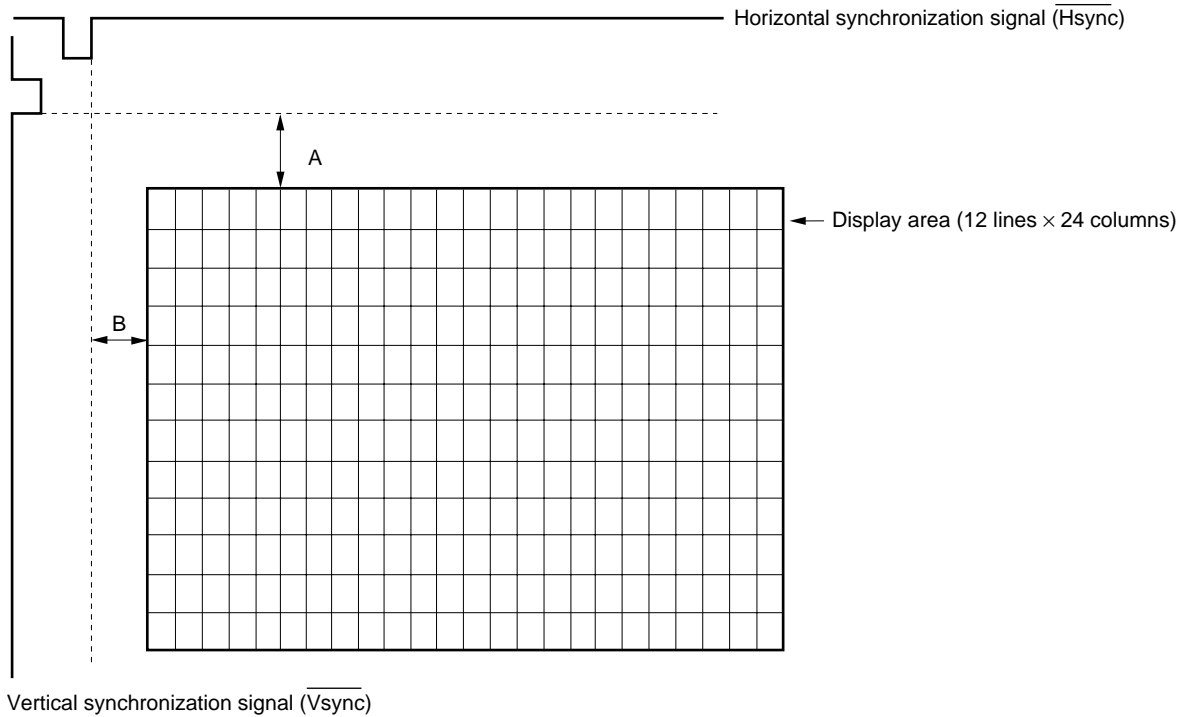 Horizontal synchronization signal (Hsync)
A
Display area (12 lines × 24 columns)
B
Vertical synchronization signal (Vsync)